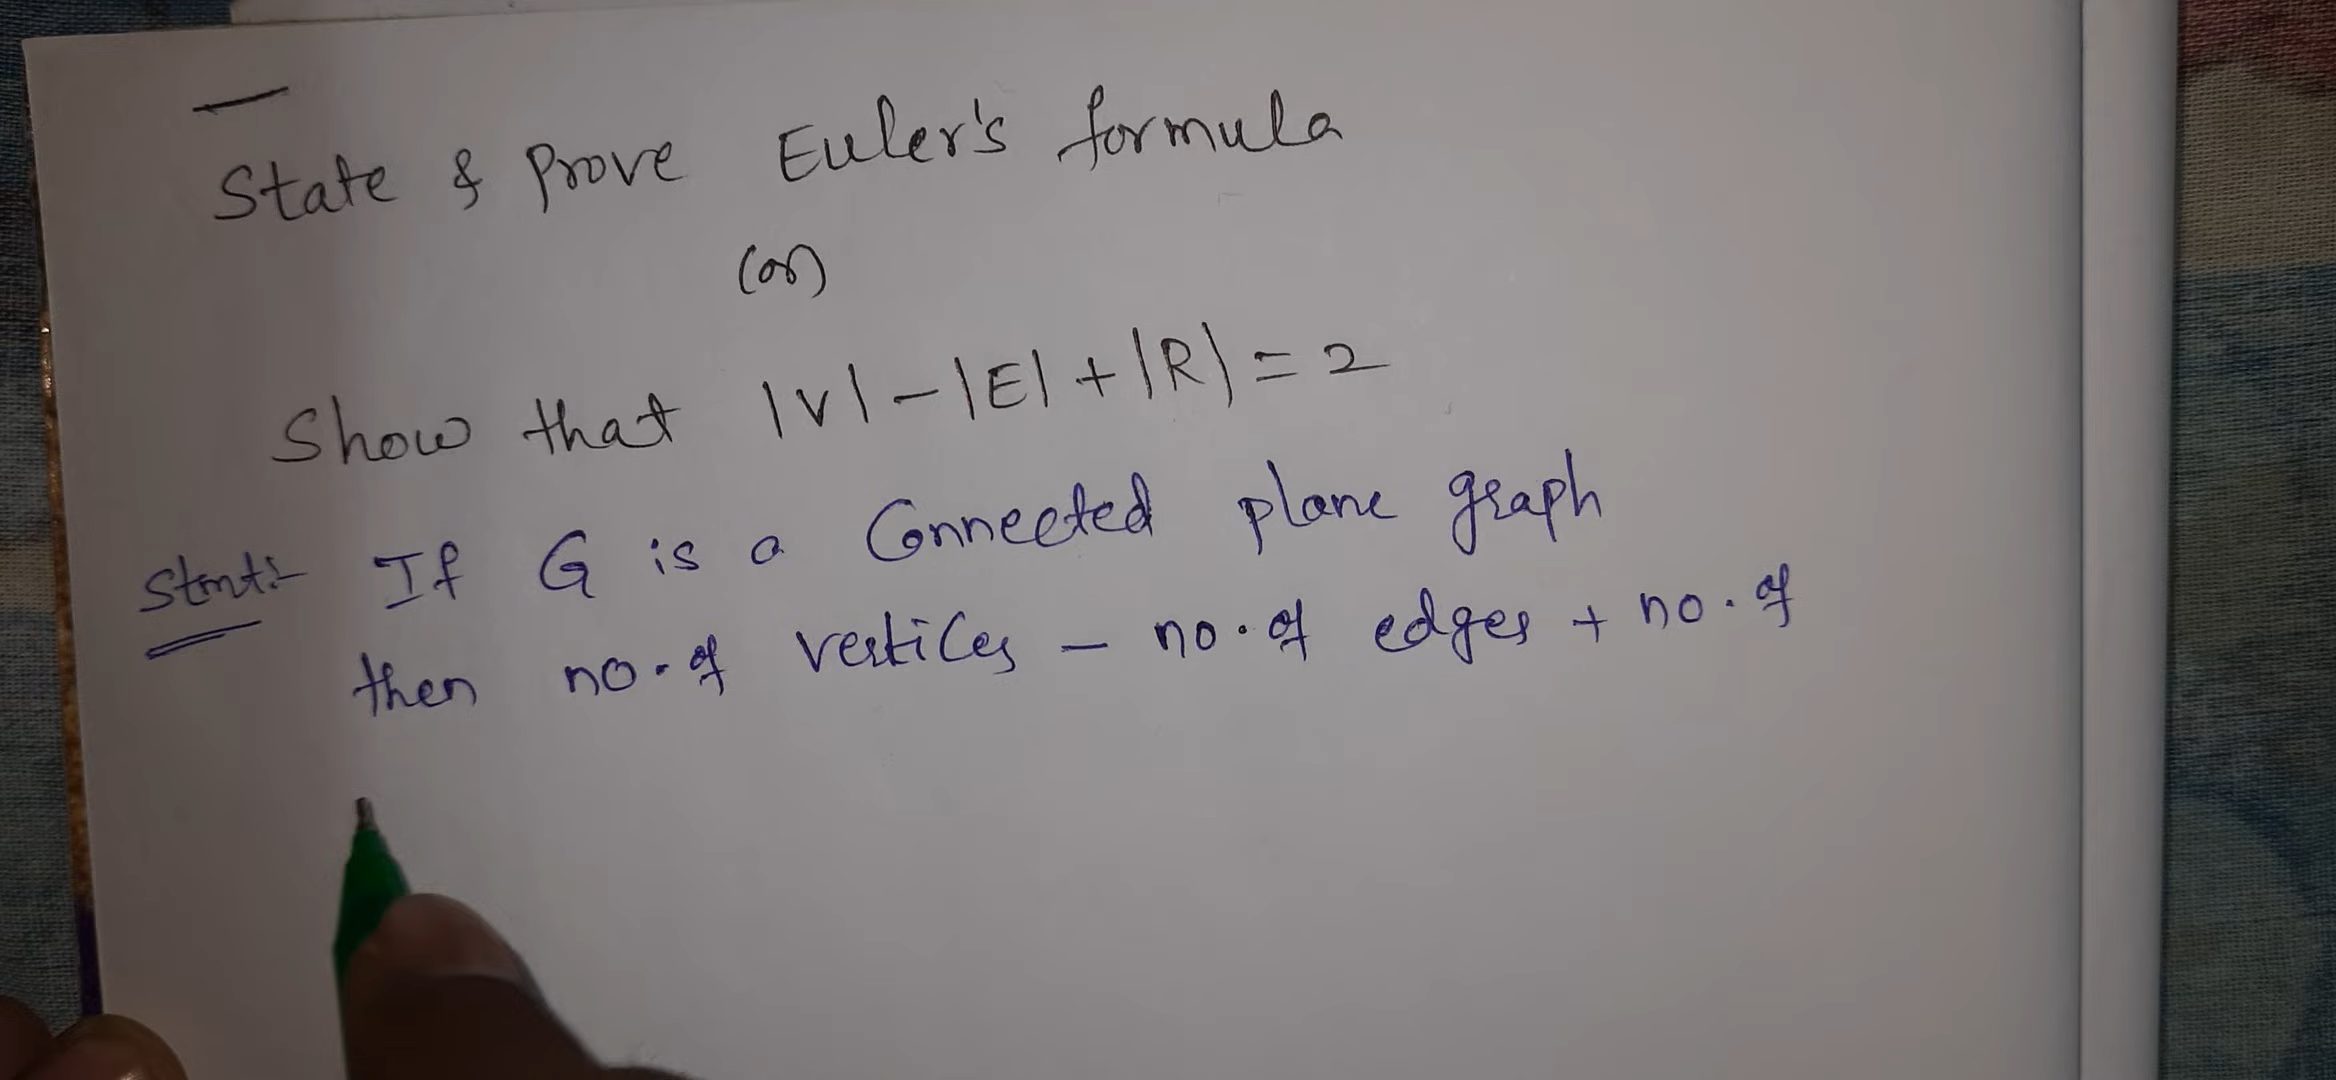 State & Prove Euler's formula
(or)
Show that |V| - |E| + |R| = 2
Stmt:- If G is a Connected plane graph
then no. of vertices - no. of edges + no. of